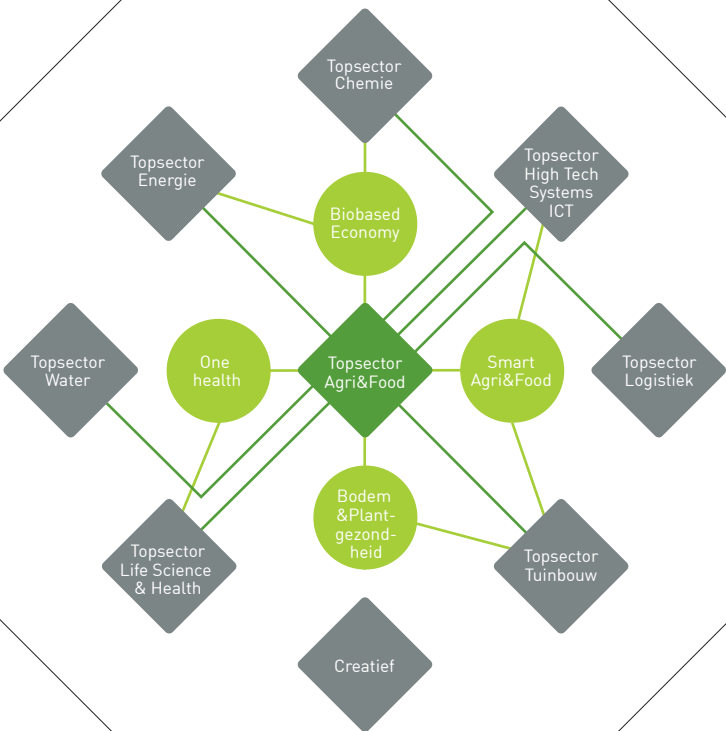 Topsector
Chemie
Topsector
Energie
Topsector
High Tech
Systems
ICT
Biobased
Economy
Topsector
Water
One
health
Topsector
Agri&Food
Smart
Agri&Food
Topsector
Logistiek
Bodem
&Plant-
gezond-
heid
Topsector
Life Science
& Health
Topsector
Tuinbouw
Creatief